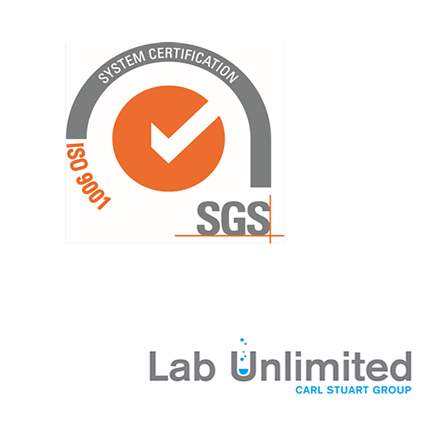 SYSTEM CERTIFICATION
ISO 9001
SGS
Lab Unlimited
CARL STUART GROUP